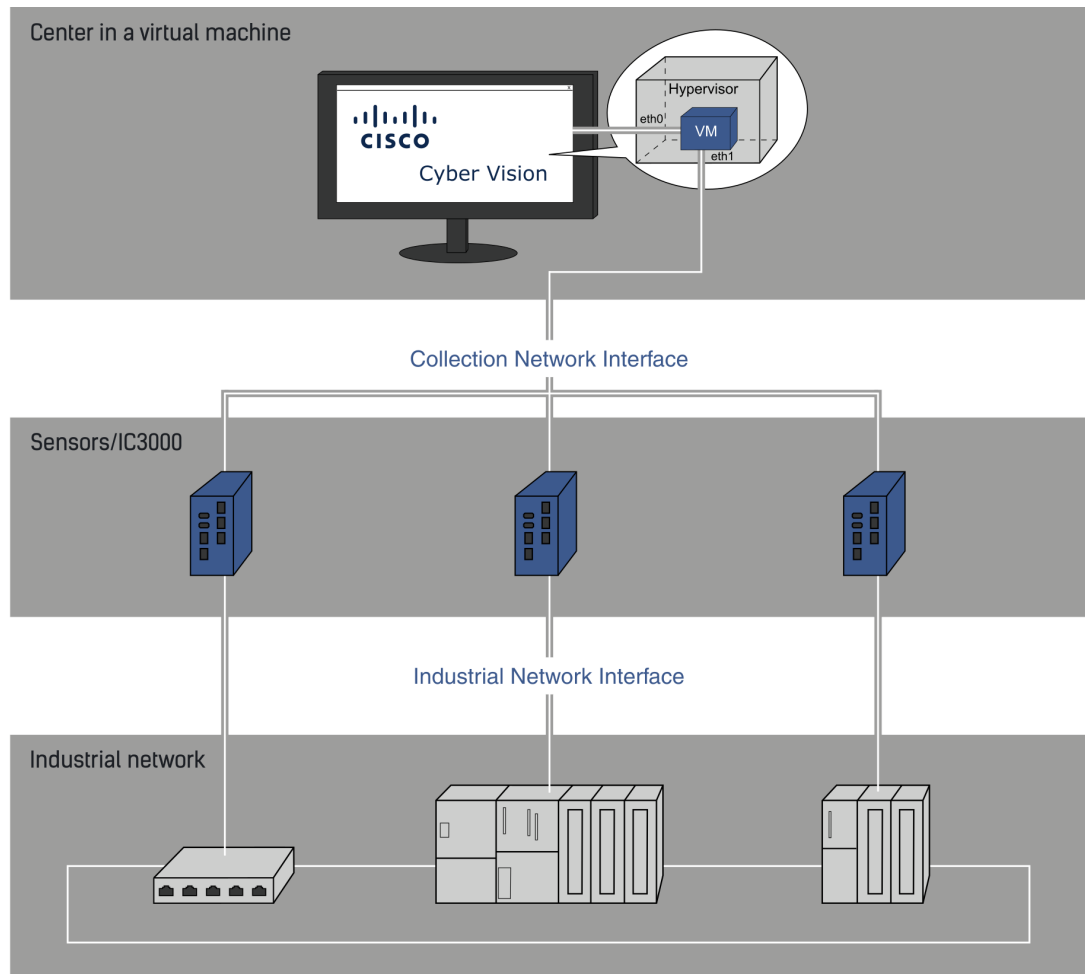 Center in a virtual machine
x
Hypervisor
eth0
VM
eth1
CISCO
Cyber Vision
Collection Network Interface
Sensors/IC3000
Industrial Network Interface
Industrial network